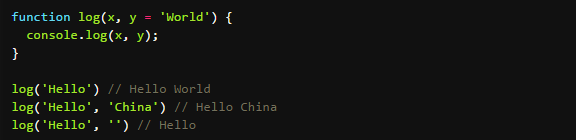 function log(x, y = 'World') {
  console.log(x, y);
}

log('Hello') // Hello World
log('Hello', 'China') // Hello China
log('Hello', '') // Hello